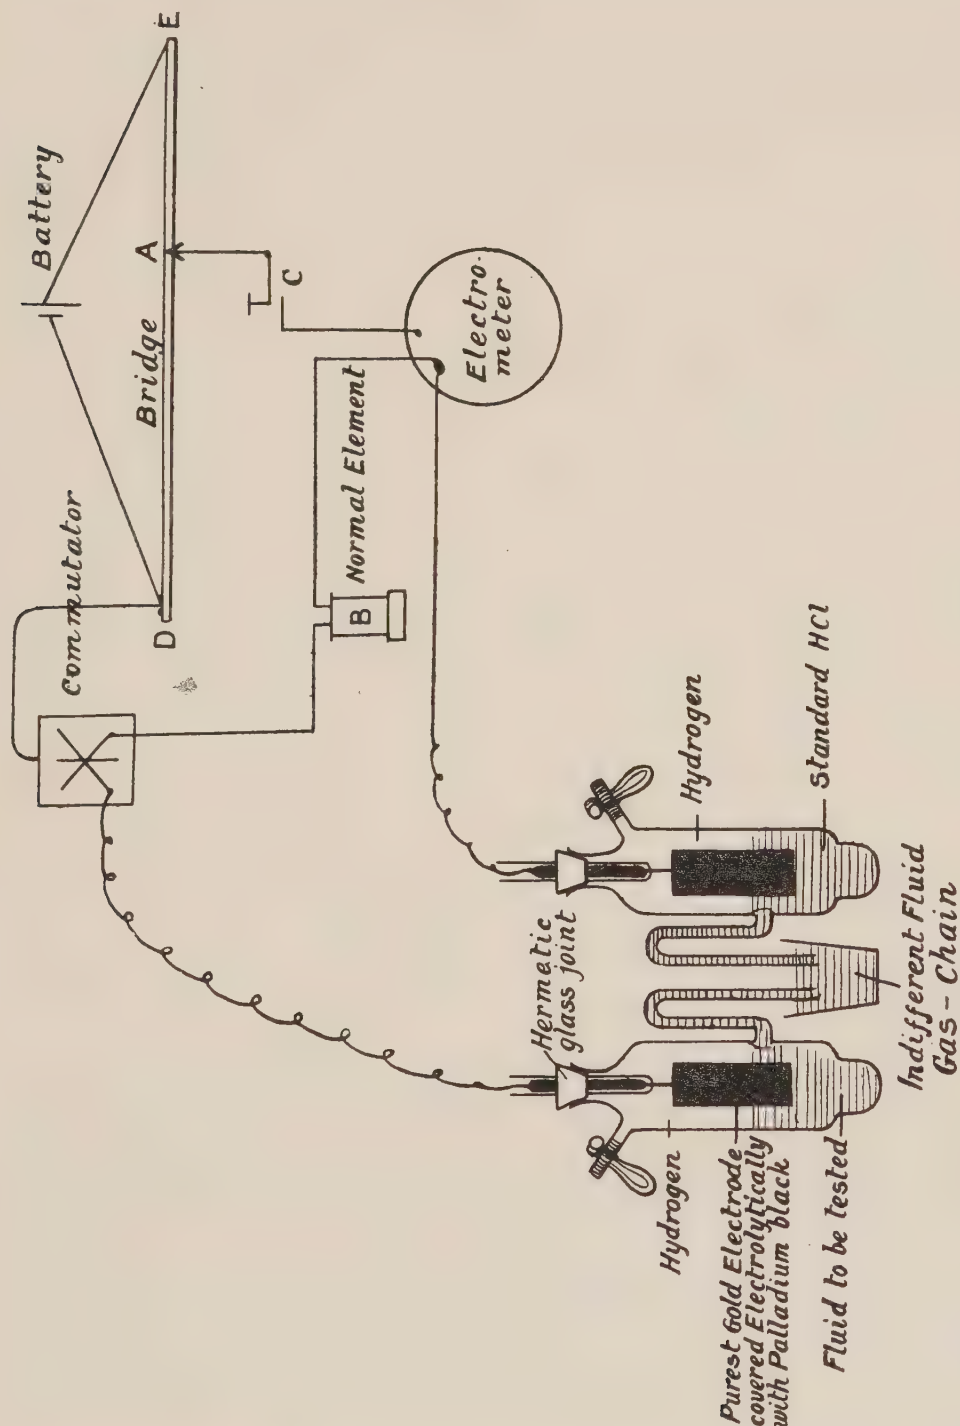 E
Battery
A
Bridge
C
Electro-
meter
Commutator
D
Normal Element
B
Hydrogen
Standard HCl
Hermatic
glass joint
Indifferent Fluid
Gas-Chain
Hydrogen
Purest Gold Electrode
covered Electrolytically
with Palladium black
Fluid to be tested